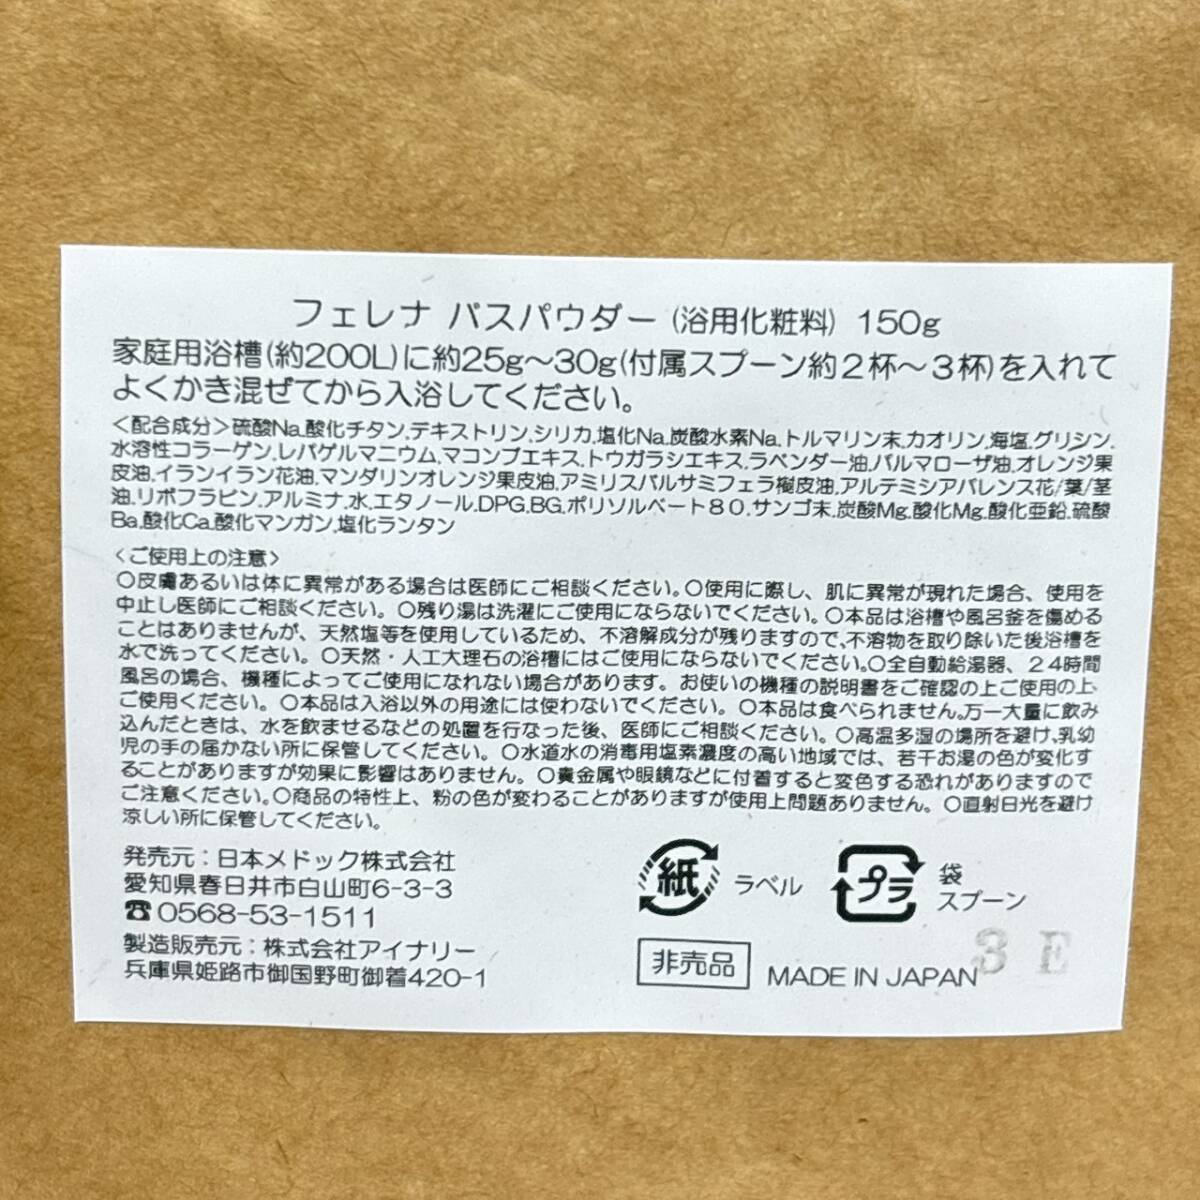 フェレナ バスパウダー (浴用化粧料) 150g
家庭用浴槽(約200L)に約25g～30g(付属スプーン約２杯～３杯)を入れて
よくかき混ぜてから入浴してください。
＜配合成分＞硫酸Na,酸化チタン,デキストリン,シリカ,塩化Na,炭酸水素Na,トルマリン末,カオリン,海塩,グリシン,
水溶性コラーゲン,レパゲルマニウム,マコンブエキス,トウガラシエキス,ラベンダー油,パルマローザ油,オレンジ果
皮油,イランイラン花油,マンダリンオレンジ果皮油,アミリスバルサミフェラ樹皮油,アルテミシアパレンス花/葉/茎
油,リボフラビン,アルミナ,水,エタノール,DPG,BG,ポリソルベート８０,サンゴ末,炭酸Mg,酸化Mg,酸化亜鉛,硫酸
Ba,酸化Ca,酸化マンガン,塩化ランタン
＜ご使用上の注意＞
○皮膚あるいは体に異常がある場合は医師にご相談ください。○使用に際し、肌に異常が現れた場合、使用を
中止し医師にご相談ください。○残り湯は洗濯にご使用にならないでください。○本品は浴槽や風呂釜を傷める
ことはありませんが、天然塩等を使用しているため、不溶解成分が残りますので、不溶物を取り除いた後浴槽を
水で洗ってください。○天然・人工大理石の浴槽にはご使用にならないでください。○全自動給湯器、２４時間
風呂の場合、機種によってご使用になれない場合があります。お使いの機種の説明書をご確認の上ご使用の上、
ご使用ください。○本品は入浴以外の用途には使わないでください。○本品は食べられません。万一大量に飲み
込んだときは、水を飲ませるなどの処置を行なった後、医師にご相談ください。○高温多湿の場所を避け、乳幼
児の手の届かない所に保管してください。○水道水の消毒用塩素濃度の高い地域では、若干お湯の色が変化す
ることがありますが効果に影響はありません。○貴金属や眼鏡などに付着すると変色する恐れがありますので
ご注意ください。○商品の特性上、粉の色が変わることがありますが使用上問題ありません。○直射日光を避け
涼しい所に保管してください。
発売元：日本メドック株式会社
愛知県春日井市白山町6-3-3
☎0568-53-1511
製造販売元：株式会社アイナリー
兵庫県姫路市御国野町御着420-1
紙 ラベル
プラ 袋
スプーン
非売品 MADE IN JAPAN
3 E